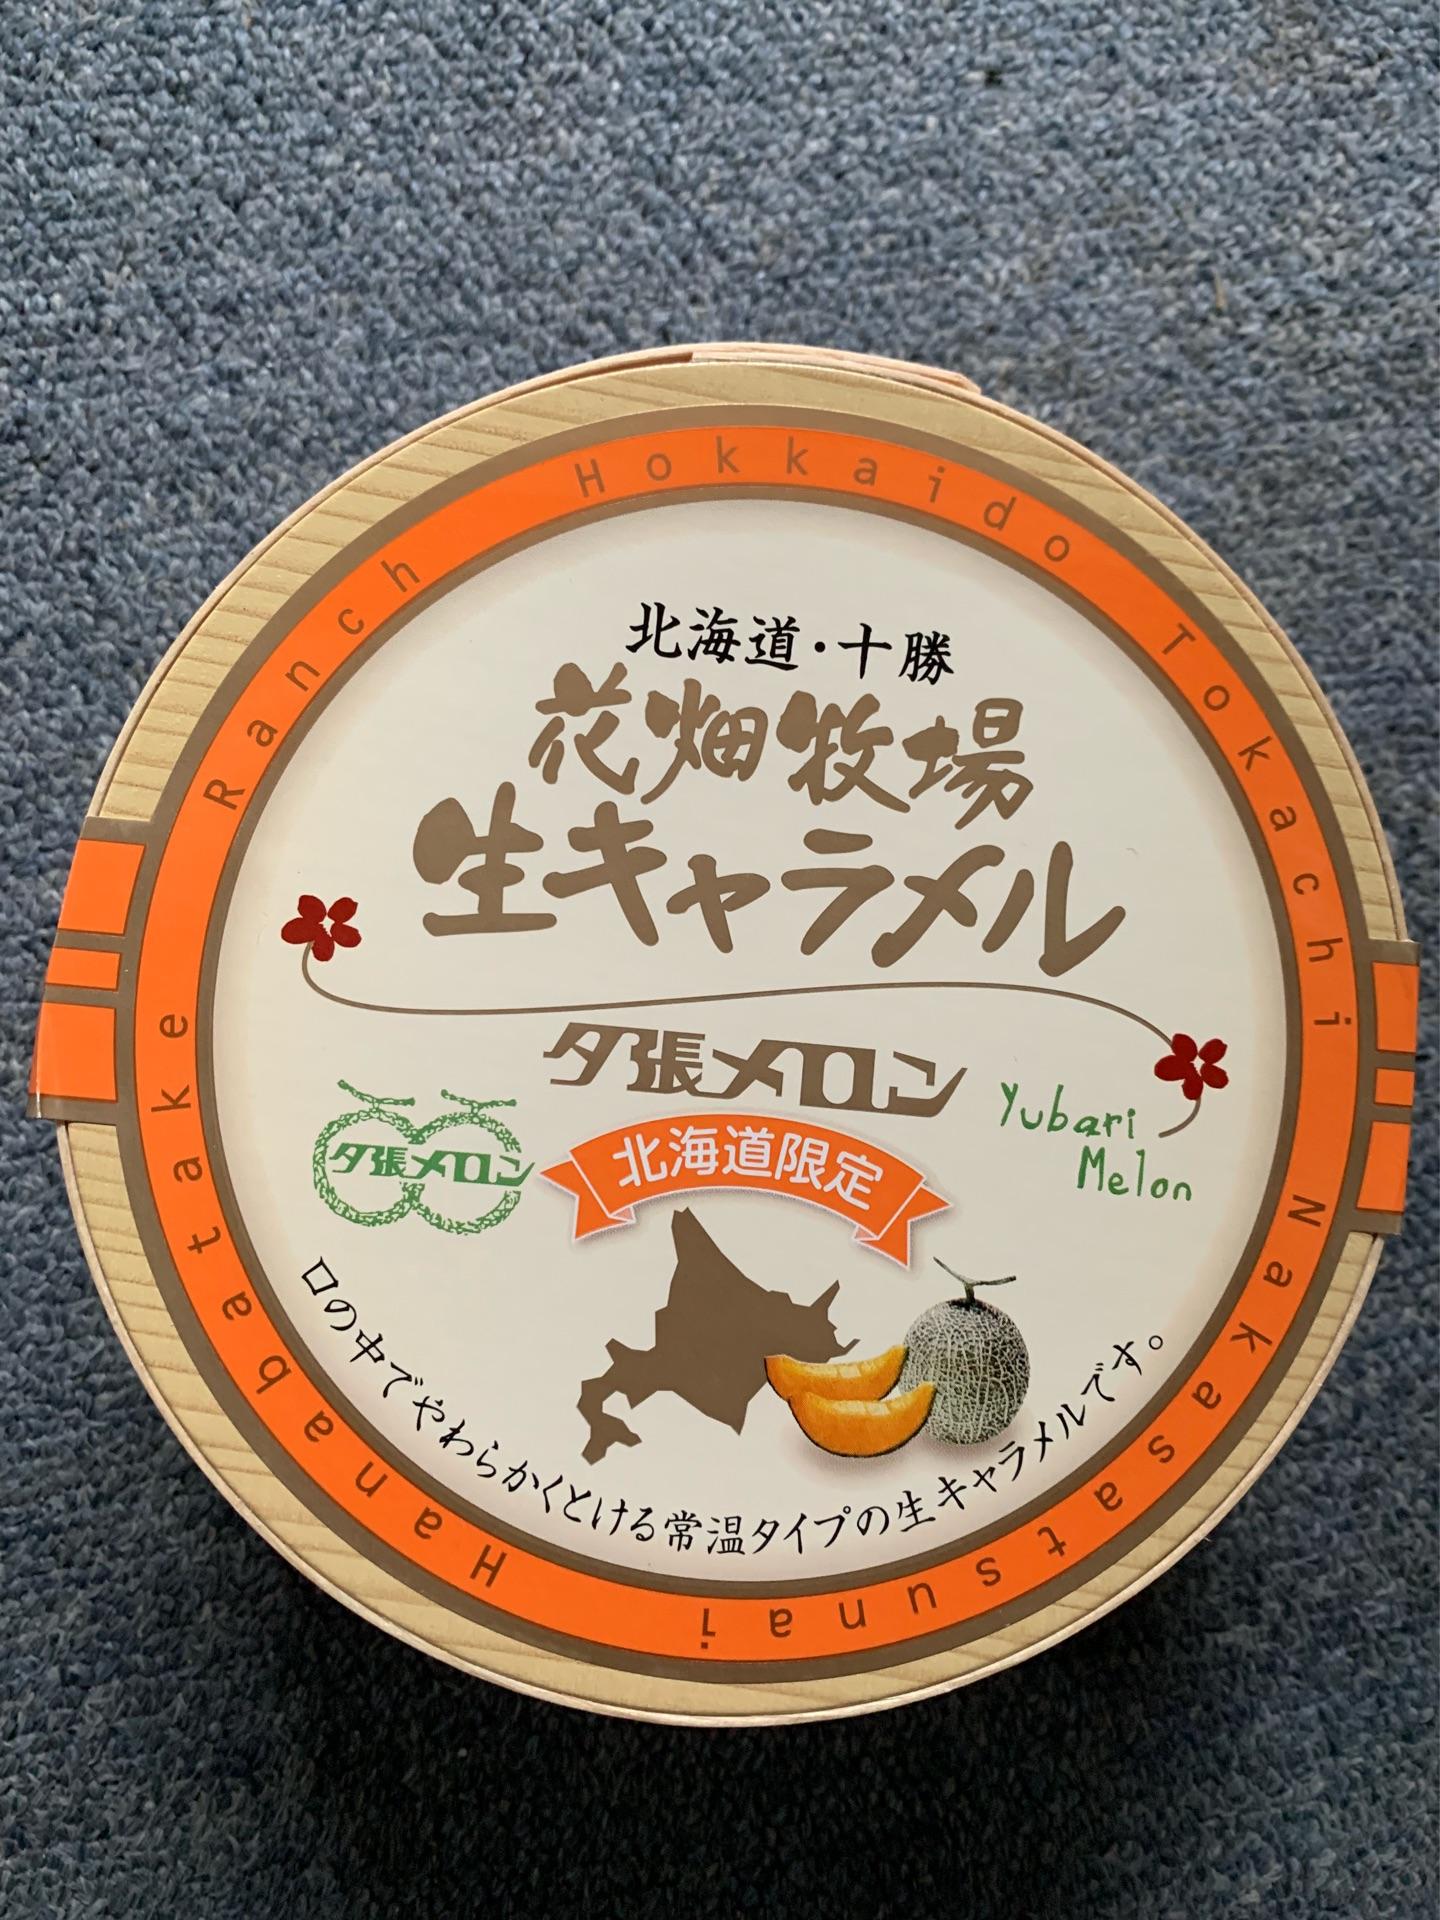 Hokkaido Tokachi Nakasatsunai Hanabatake Ranch
北海道・十勝
花畑牧場
生キャラメル
夕張メロン
Yubari
Melon
夕張メロン
北海道限定
口の中でやわらかくとける常温タイプの生キャラメルです。